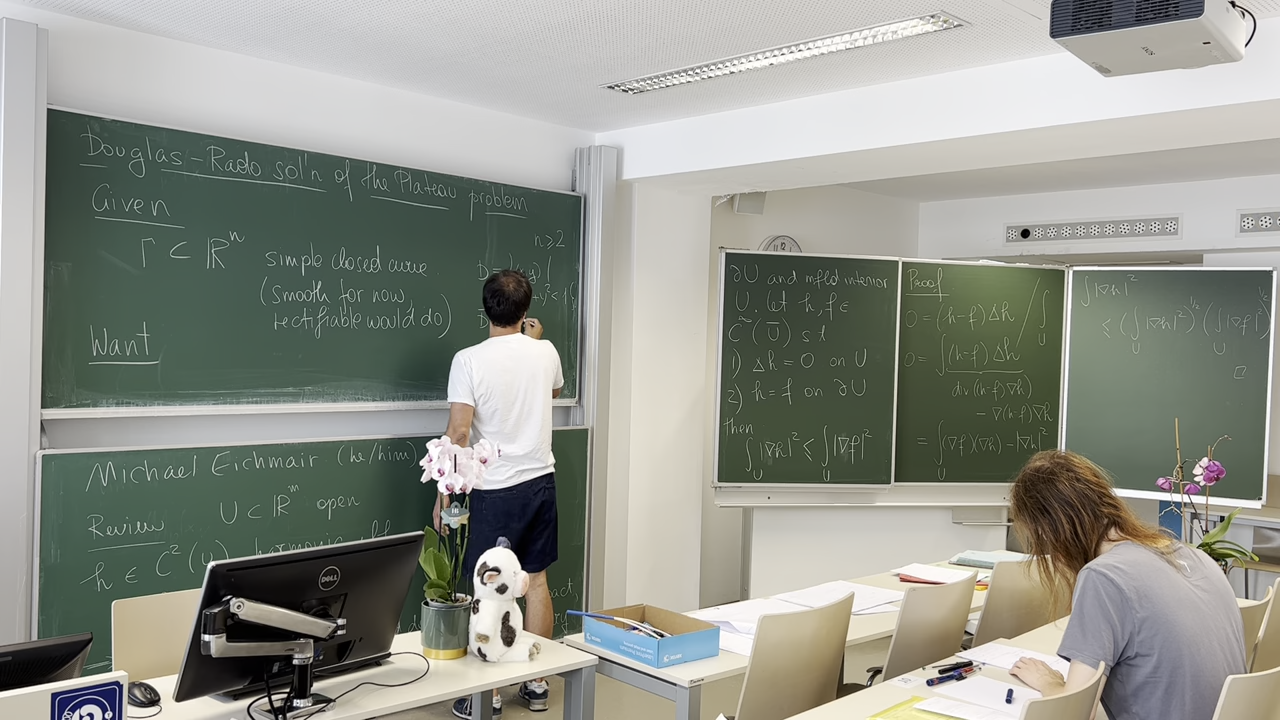 Douglas – Rado sol'n of the Plateau problem
Given
n ⩾ 2
Γ ⊂ ℝⁿ simple closed curve
(smooth for now,
rectifiable would do)
Want
Michael Eichmair (he/him)
U ⊂ ℝᵐ open
Review
h ∈ C²(U) harmonic
∂U and mfld interior
U. Let h, f ∈
C̃(Ū) s t
1) Δh = 0 on U
2) h = f on ∂U
then
∫_U |∇h|² ⩽ ∫_U |∇f|²
Proof
0 = (h-f) Δh / ∫_U
0 = ∫_U (h-f) Δh
div((h-f)∇h)
- ∇(h-f)∇h
= ∫_U (∇f)(∇h) - |∇h|²
∫|∇h|²
⩽ (∫_U |∇h|²)^½ (∫_U |∇f|²)^½
□
DELL
SONY
Hi